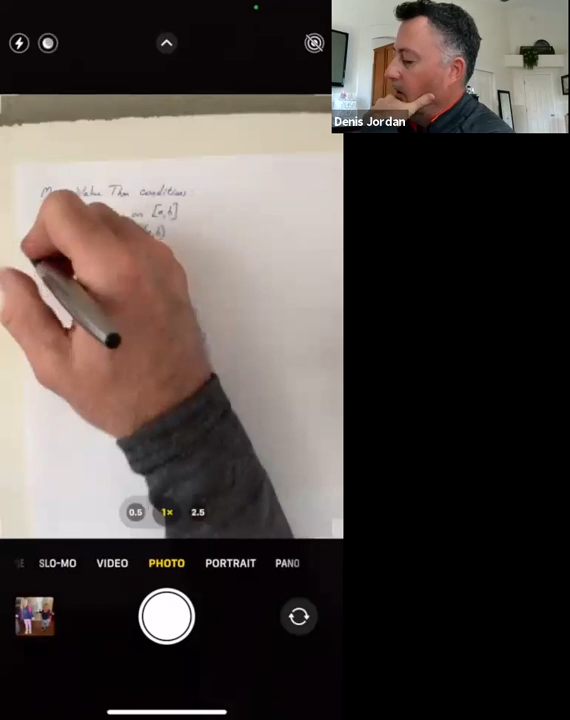 Denis Jordan
Value Thm conditions:
on [a,b]
b)
0.5 1× 2.5
SLO-MO VIDEO PHOTO PORTRAIT PANO